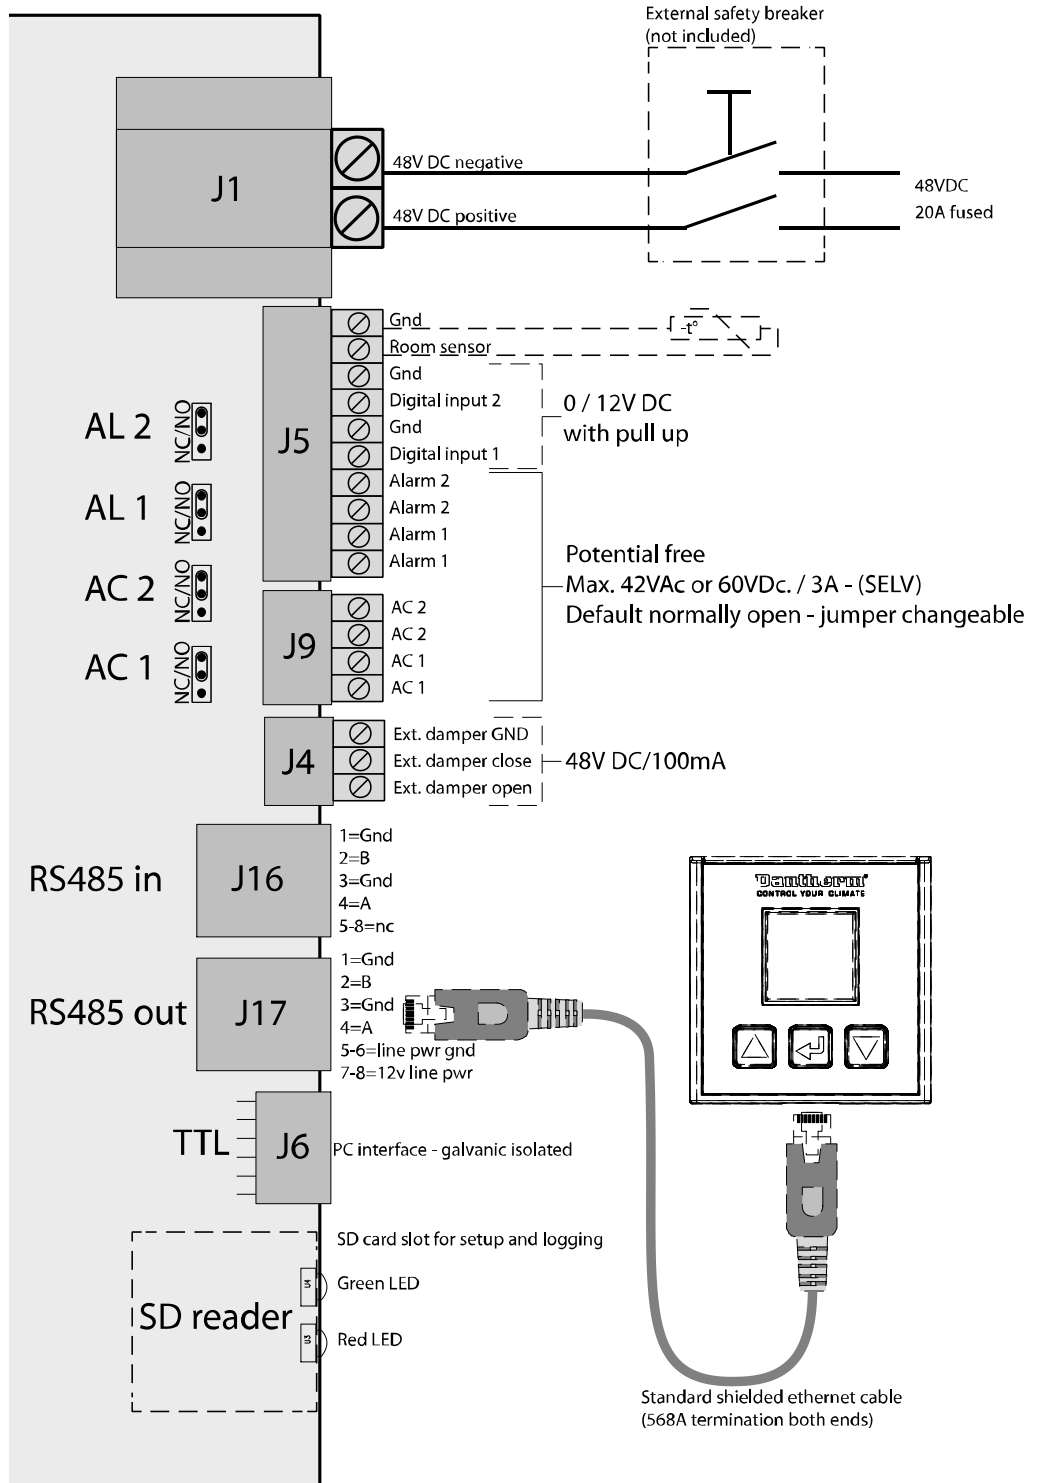 External safety breaker
(not included)
J1
48V DC negative
48V DC positive
48VDC
20A fused
Gnd
Room sensor
-t°
Gnd
Digital input 2
Gnd
Digital input 1
0 / 12V DC
with pull up
J5
Alarm 2
Alarm 2
Alarm 1
Alarm 1
AL 2
NC/NO
AL 1
NC/NO
AC 2
NC/NO
AC 1
NC/NO
Potential free
Max. 42VAc or 60VDc. / 3A - (SELV)
Default normally open - jumper changeable
J9
AC 2
AC 2
AC 1
AC 1
J4
Ext. damper GND
Ext. damper close
Ext. damper open
48V DC/100mA
RS485 in
J16
1=Gnd
2=B
3=Gnd
4=A
5-8=nc
RS485 out
J17
1=Gnd
2=B
3=Gnd
4=A
5-6=line pwr gnd
7-8=12v line pwr
Dantherm
CONTROL YOUR CLIMATE
TTL
J6
PC interface - galvanic isolated
SD card slot for setup and logging
SD reader
U4
Green LED
U3
Red LED
Standard shielded ethernet cable
(568A termination both ends)